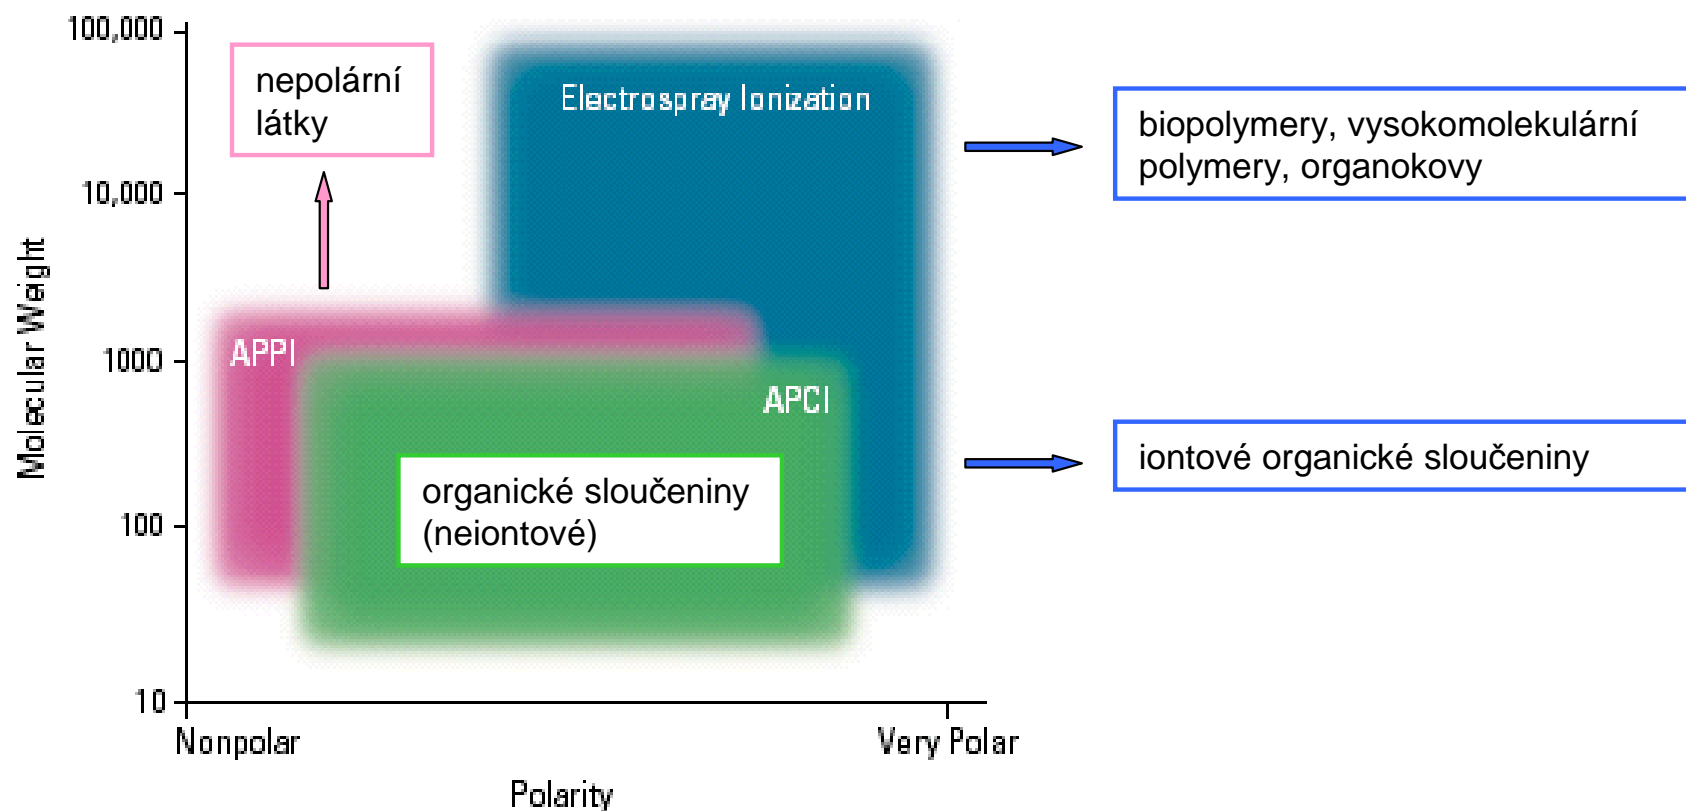 100,000
nepolární
látky
Electrospray Ionization
biopolymery, vysokomolekulární
polymery, organokovy
10,000
Molecular Weight
1000
APPI
APCI
iontové organické sloučeniny
organické sloučeniny
(neiontové)
100
10
Nonpolar
Very Polar
Polarity